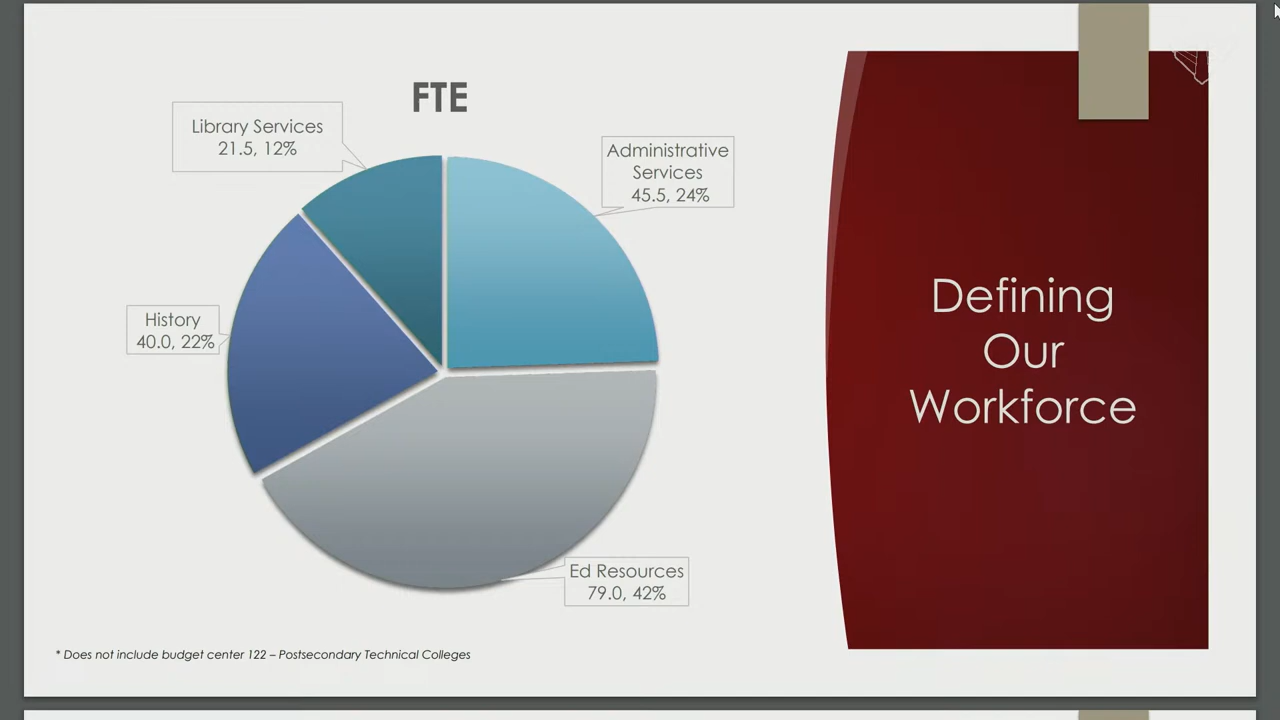 FTE
Library Services
21.5, 12%
Administrative
Services
45.5, 24%
History
40.0, 22%
Ed Resources
79.0, 42%
* Does not include budget center 122 – Postsecondary Technical Colleges
Defining
Our
Workforce